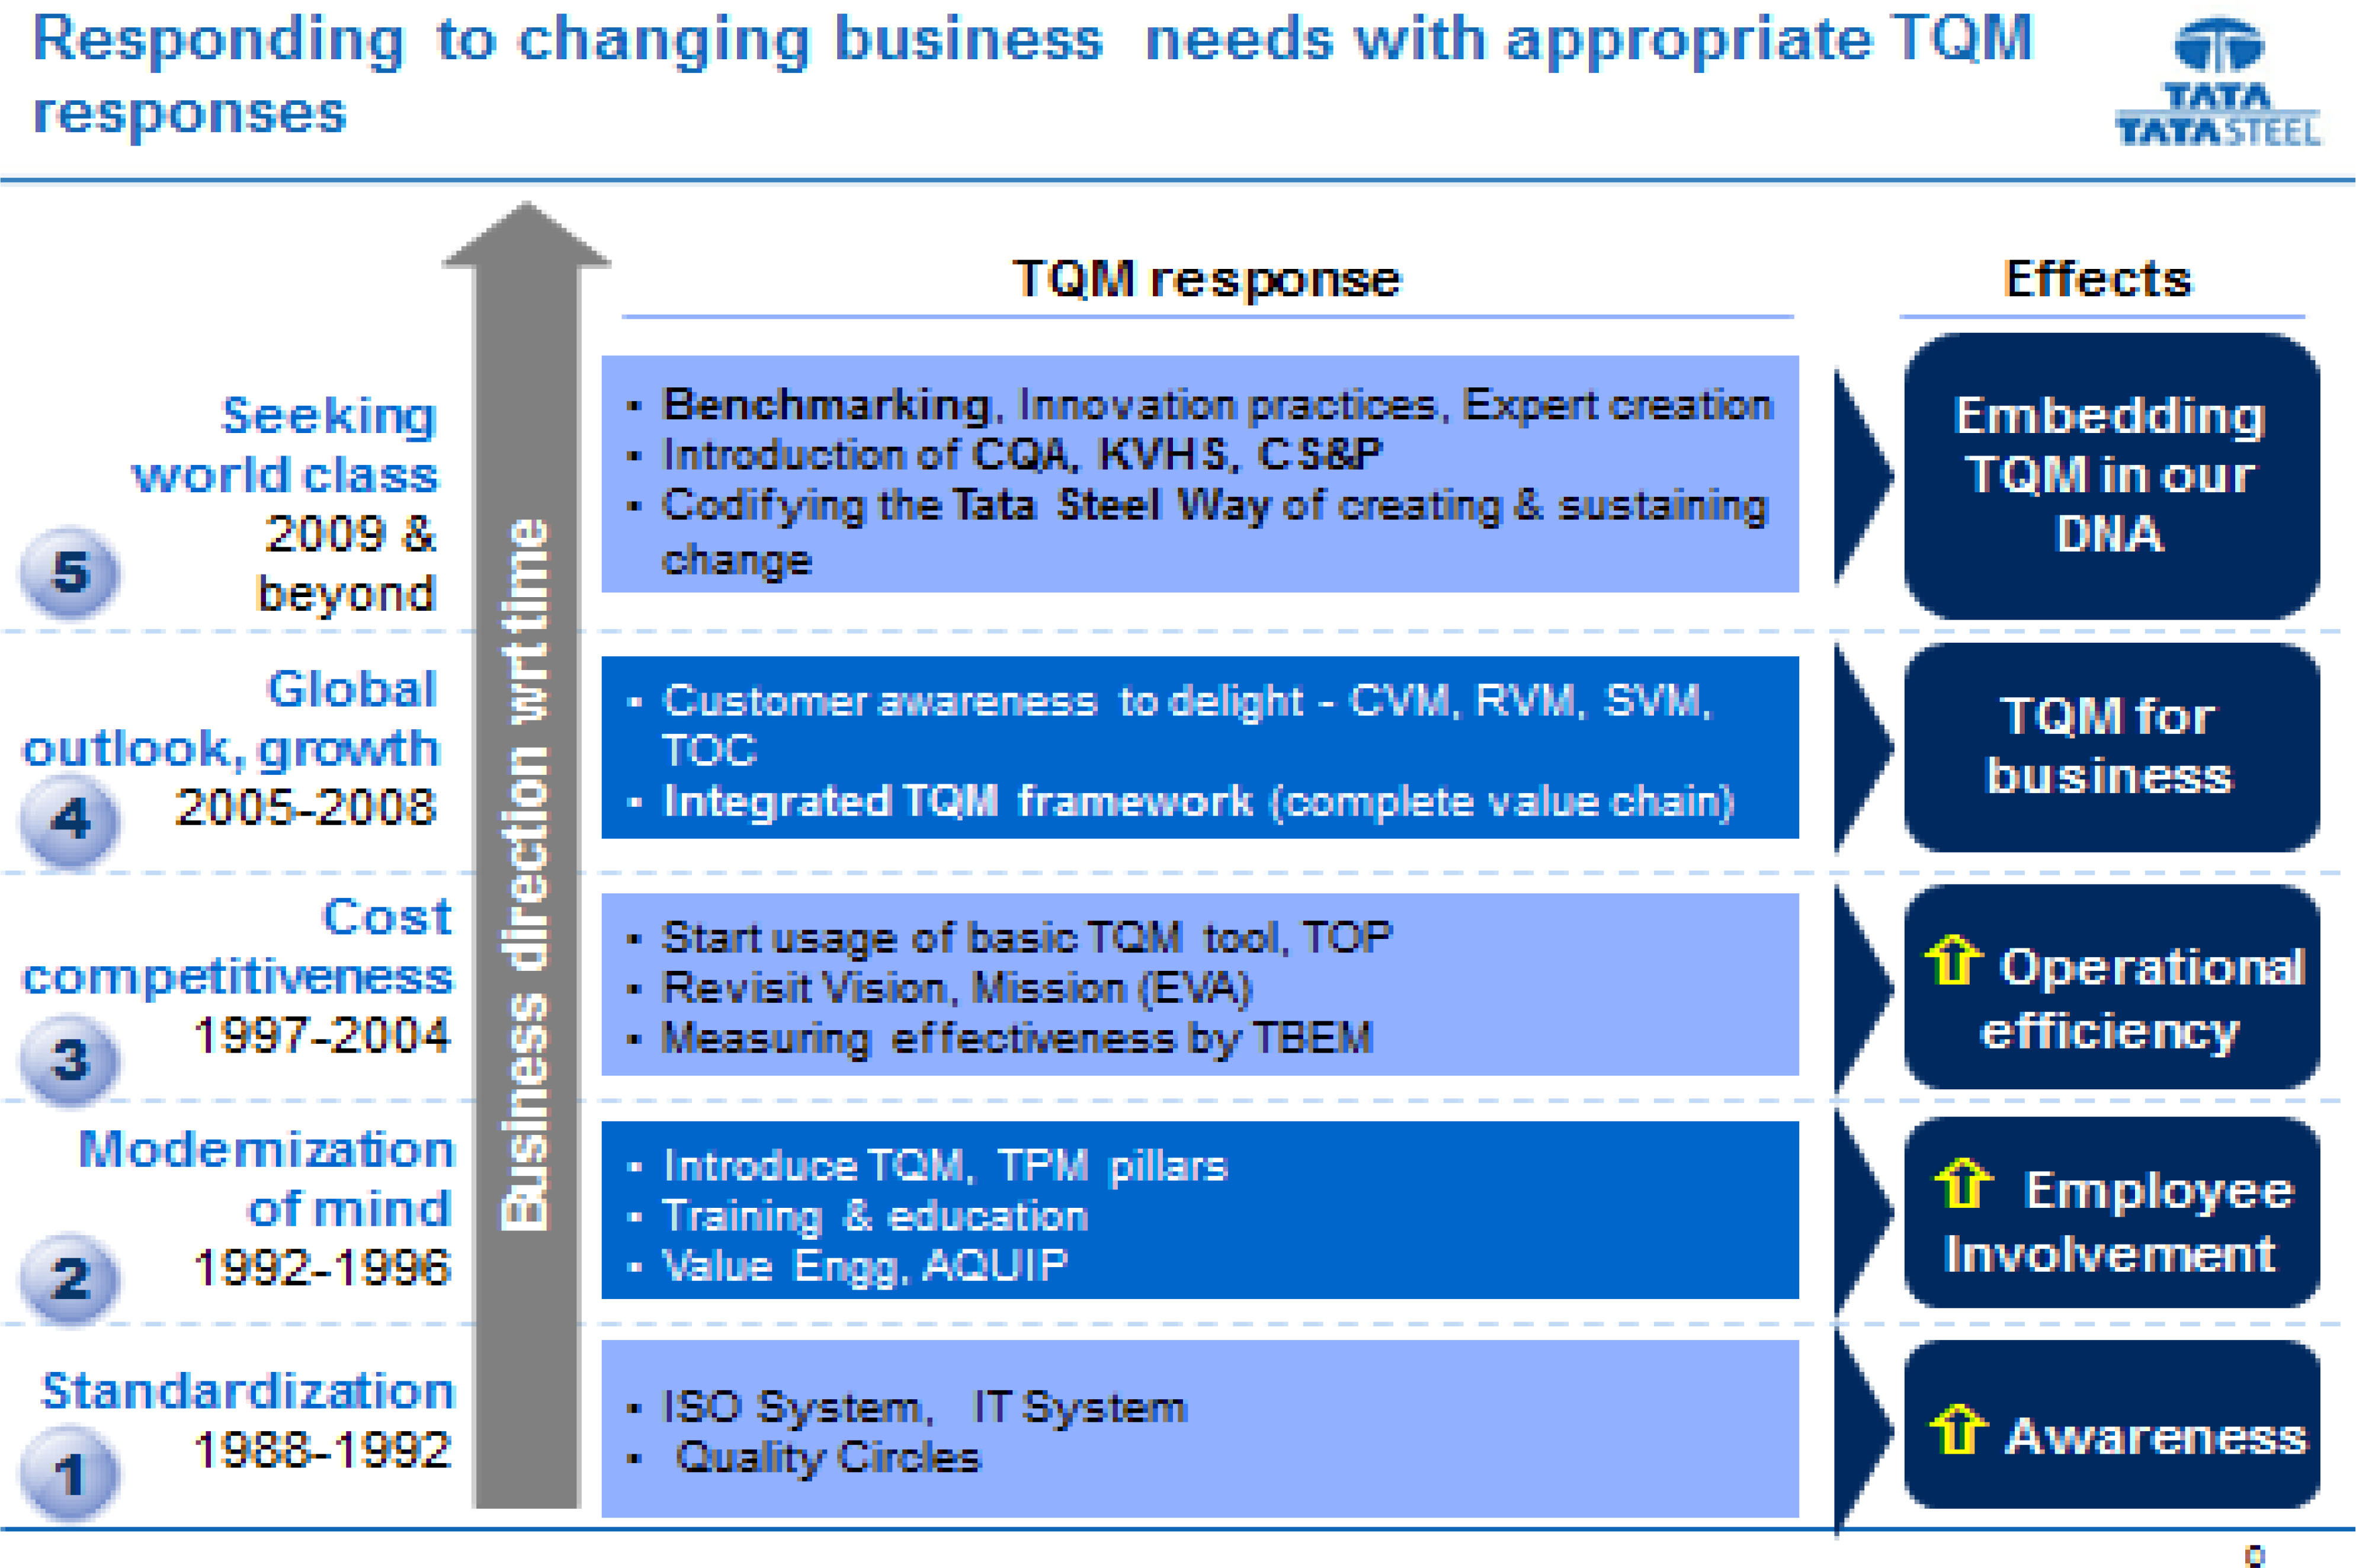 Responding to changing business needs with appropriate TQM
responses
TATA
TATA STEEL
TQM response
Effects
Business direction wrt time
5
Seeking
world class
2009 &
beyond
▪ Benchmarking, Innovation practices, Expert creation
▪ Introduction of CQA, KVHS, CS&P
▪ Codifying the Tata Steel Way of creating & sustaining
change
Embedding
TQM in our
DNA
4
Global
outlook, growth
2005-2008
▪ Customer awareness to delight - CVM, RVM, SVM,
TOC
▪ Integrated TQM framework (complete value chain)
TQM for
business
3
Cost
competitiveness
1997-2004
▪ Start usage of basic TQM tool, TOP
▪ Revisit Vision, Mission (EVA)
▪ Measuring effectiveness by TBEM
⇧ Operational
efficiency
2
Modernization
of mind
1992-1996
▪ Introduce TQM, TPM pillars
▪ Training & education
▪ Value Engg, AQUIP
⇧ Employee
Involvement
1
Standardization
1988-1992
▪ ISO System, IT System
▪ Quality Circles
⇧ Awareness